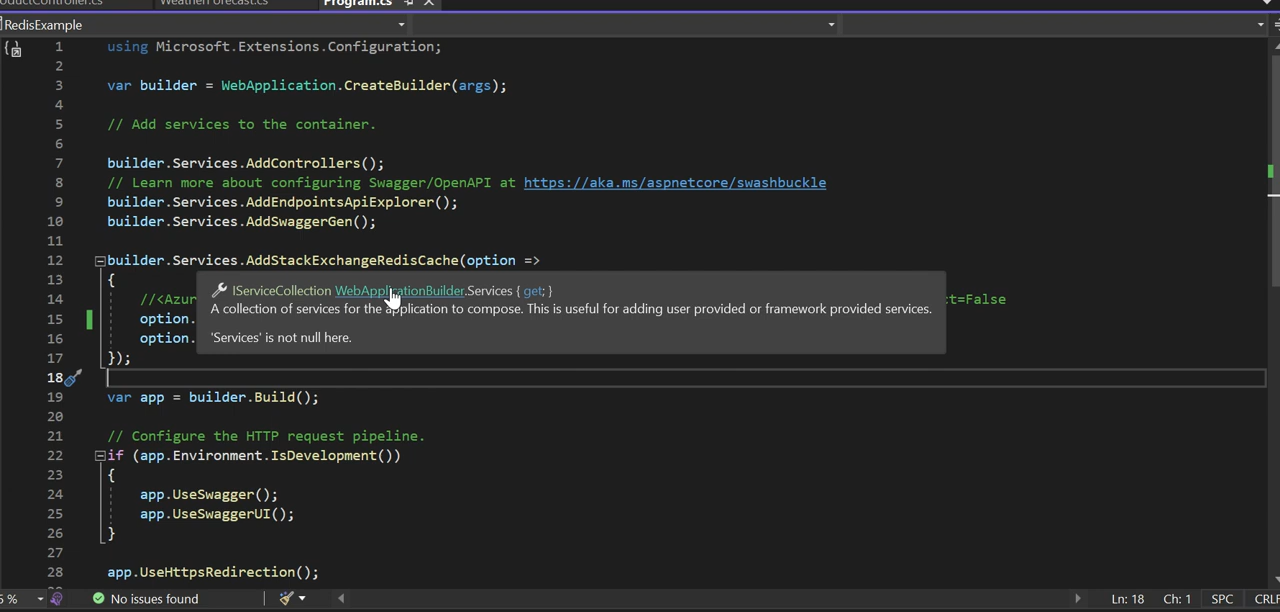 Program.cs
RedisExample
1 using Microsoft.Extensions.Configuration;
2
3 var builder = WebApplication.CreateBuilder(args);
4
5 // Add services to the container.
6
7 builder.Services.AddControllers();
8 // Learn more about configuring Swagger/OpenAPI at https://aka.ms/aspnetcore/swashbuckle
9 builder.Services.AddEndpointsApiExplorer();
10 builder.Services.AddSwaggerGen();
11
12 builder.Services.AddStackExchangeRedisCache(option =>
13 {
IServiceCollection WebApplicationBuilder.Services { get; }
14 //<Azur t=False
A collection of services for the application to compose. This is useful for adding user provided or framework provided services.
15 option.
16 option.
'Services' is not null here.
17 });
18
19 var app = builder.Build();
20
21 // Configure the HTTP request pipeline.
22 if (app.Environment.IsDevelopment())
23 {
24 app.UseSwagger();
25 app.UseSwaggerUI();
26 }
27
28 app.UseHttpsRedirection();
% No issues found Ln: 18 Ch: 1 SPC CRLF